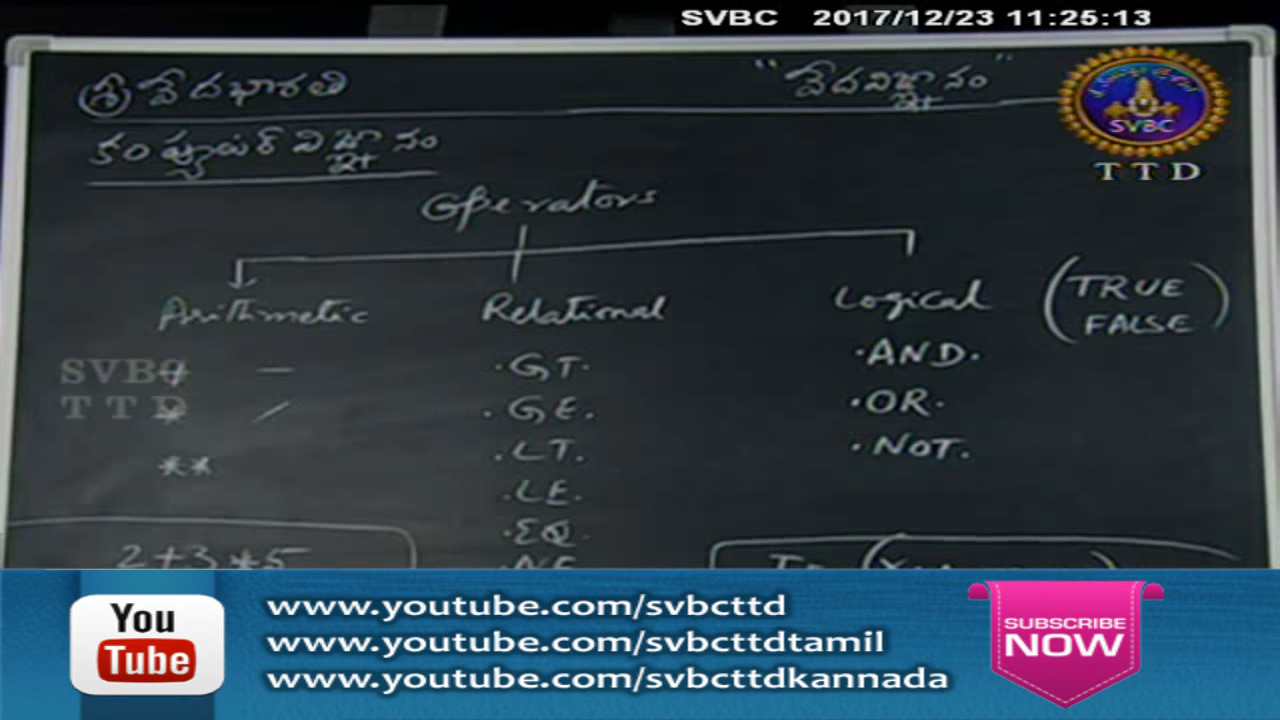 SVBC 2017/12/23 11:25:13
శ్రీ వేదభారతి "వేదవిజ్ఞానం"
కంప్యూటర్ విజ్ఞానం
SVBC
TTD
Operators
Arithmetic Relational Logical (TRUE FALSE)
SVBC + - .GT. .AND.
TTD * / .GE. .OR.
** .LT. .NOT.
.LE.
.EQ.
.NE.
2+3*5
You
Tube
www.youtube.com/svbcttd
www.youtube.com/svbcttdtamil
www.youtube.com/svbcttdkannada
SUBSCRIBE
NOW